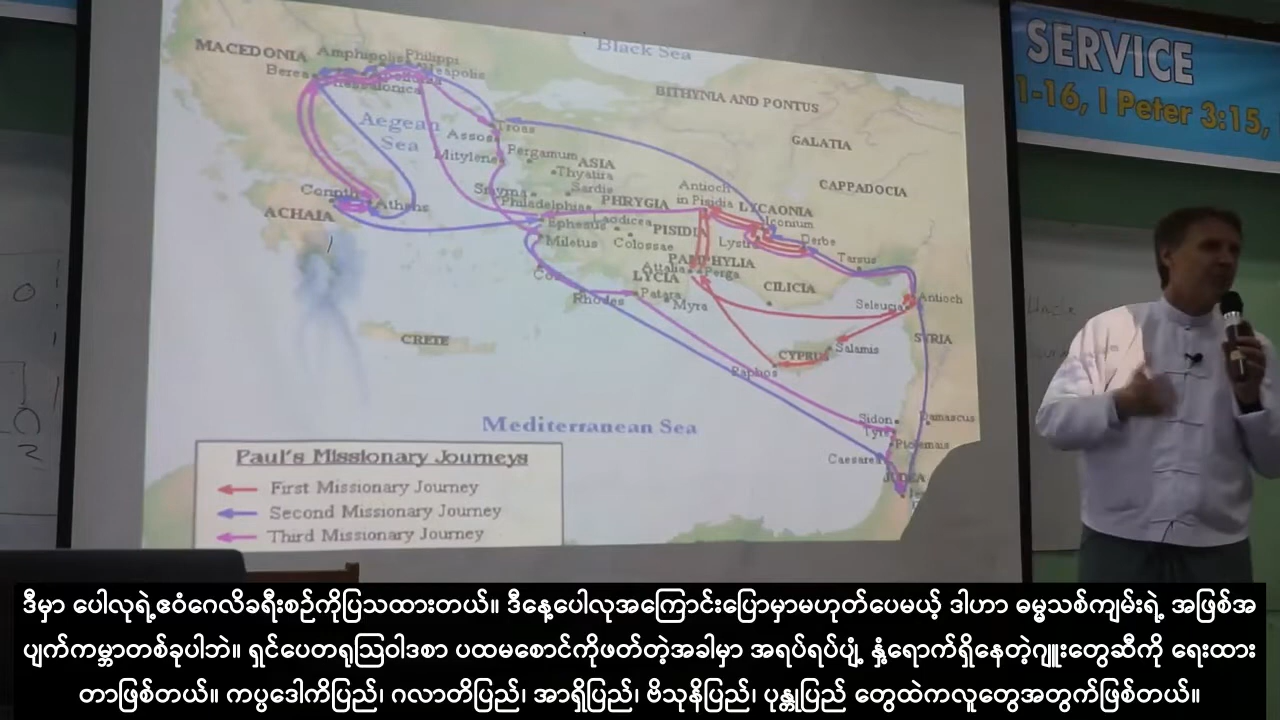 SERVICE
1-16, I Peter 3:15,
Black Sea
MACEDONIA
Amphipolis
Philippi
Neapolis
Berea
Thessalonica
BITHYNIA AND PONTUS
Aegean
Sea
Troas
Assos
GALATIA
Mitylene
Pergamum
ASIA
Thyatira
CAPPADOCIA
Smyrna
Sardis
Philadelphia
PHRYGIA
Antioch
in Pisidia
LYCAONIA
Iconium
Corinth
Athens
ACHAIA
Ephesus
Laodicea
PISIDIA
Lystra
Derbe
Miletus
Colossae
PAMPHYLIA
Tarsus
Attalia
Perga
LYCIA
Cos
Rhodes
Patara
Myra
CILICIA
Seleucia
Antioch
SYRIA
CRETE
CYPRUS
Salamis
Paphos
Mediterranean Sea
Sidon
Damascus
Tyre
Ptolemais
Caesarea
JUDEA
Paul's Missionary Journeys
First Missionary Journey
Second Missionary Journey
Third Missionary Journey
ဒီမှာ ပေါလုရဲ့ဧဝံဂေလိခရီးစဉ်ကိုပြသထားတယ်။ ဒီနေ့ပေါလုအကြောင်းပြောမှာမဟုတ်ပေမယ့် ဒါဟာ ဓမ္မသစ်ကျမ်းရဲ့ အဖြစ်အ
ပျက်ကမ္ဘာတစ်ခုပါဘဲ။ ရှင်ပေတရုဩဝါဒစာ ပထမစောင်ကိုဖတ်တဲ့အခါမှာ အရပ်ရပ်ပျံ့ နှံ့ရောက်ရှိနေတဲ့ဂျူးတွေဆီကို ရေးထား
တာဖြစ်တယ်။ ကပ္ပဒေါကိပြည်၊ ဂလာတိပြည်၊ အာရှိပြည်၊ ဗိသုနိပြည်၊ ပုန္တုပြည် တွေထဲကလူတွေအတွက်ဖြစ်တယ်။